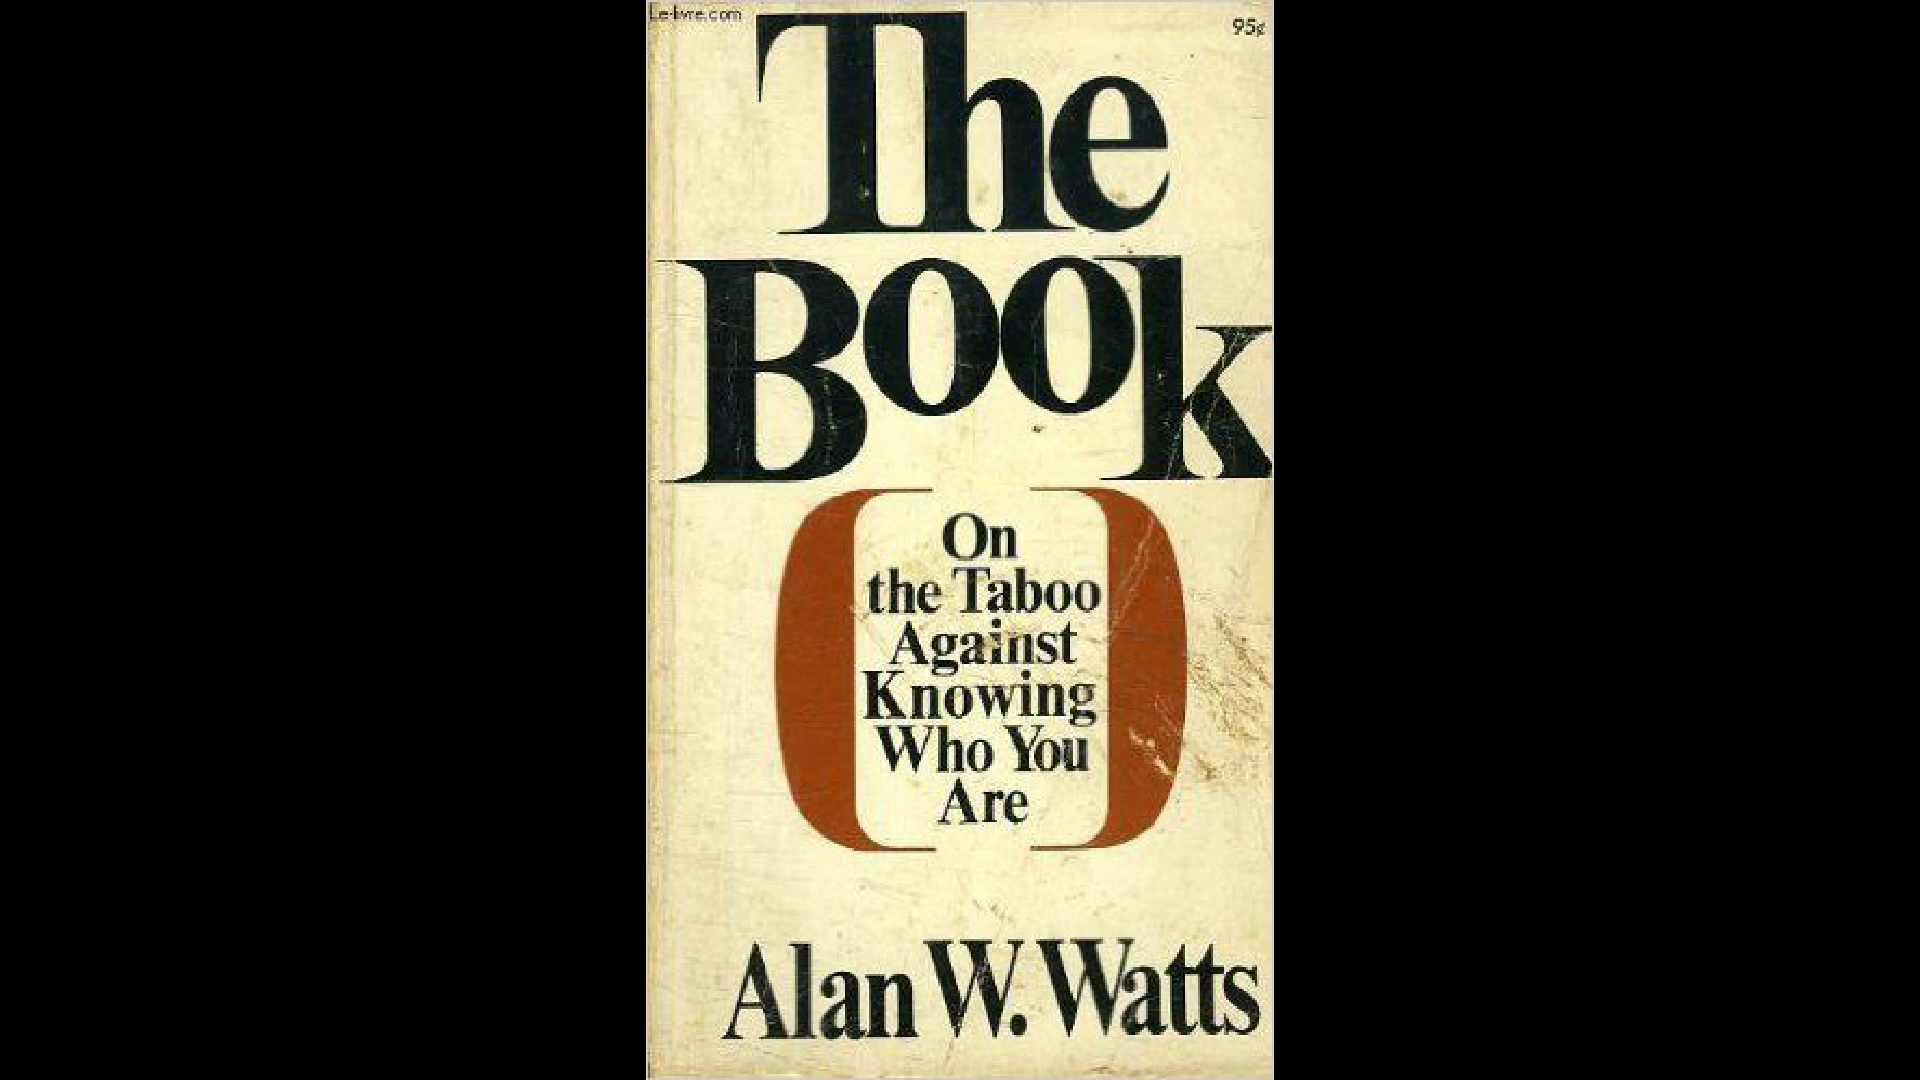 Le-livre.com
95¢
The
Book
On
the Taboo
Against
Knowing
Who You
Are
Alan W. Watts